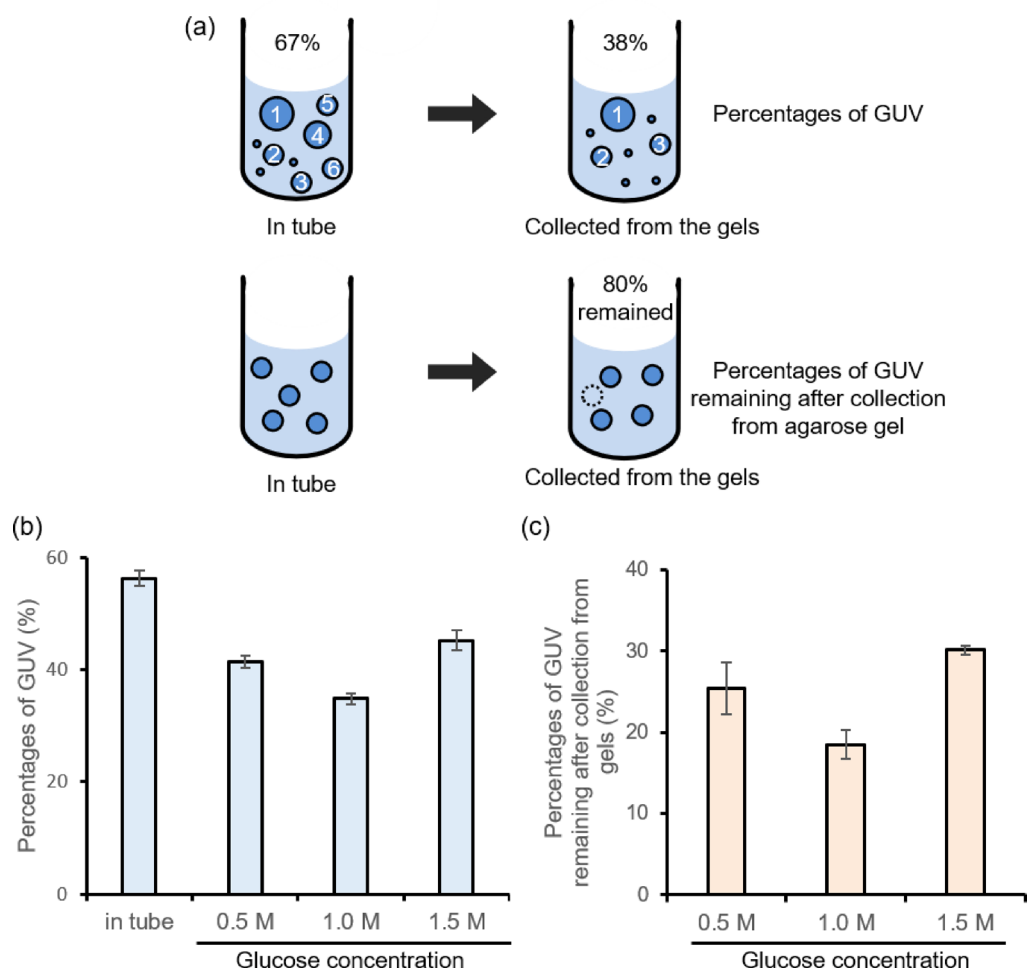 (a)
67%
1
5
4
2
6
3
In tube
38%
1
3
2
Collected from the gels
Percentages of GUV
In tube
80%
remained
Collected from the gels
Percentages of GUV
remaining after collection
from agarose gel
(b)
Percentages of GUV (%)
60
40
20
0
in tube
0.5 M
1.0 M
1.5 M
Glucose concentration
(c)
Percentages of GUV
remaining after collection from
gels (%)
40
30
20
10
0
0.5 M
1.0 M
1.5 M
Glucose concentration